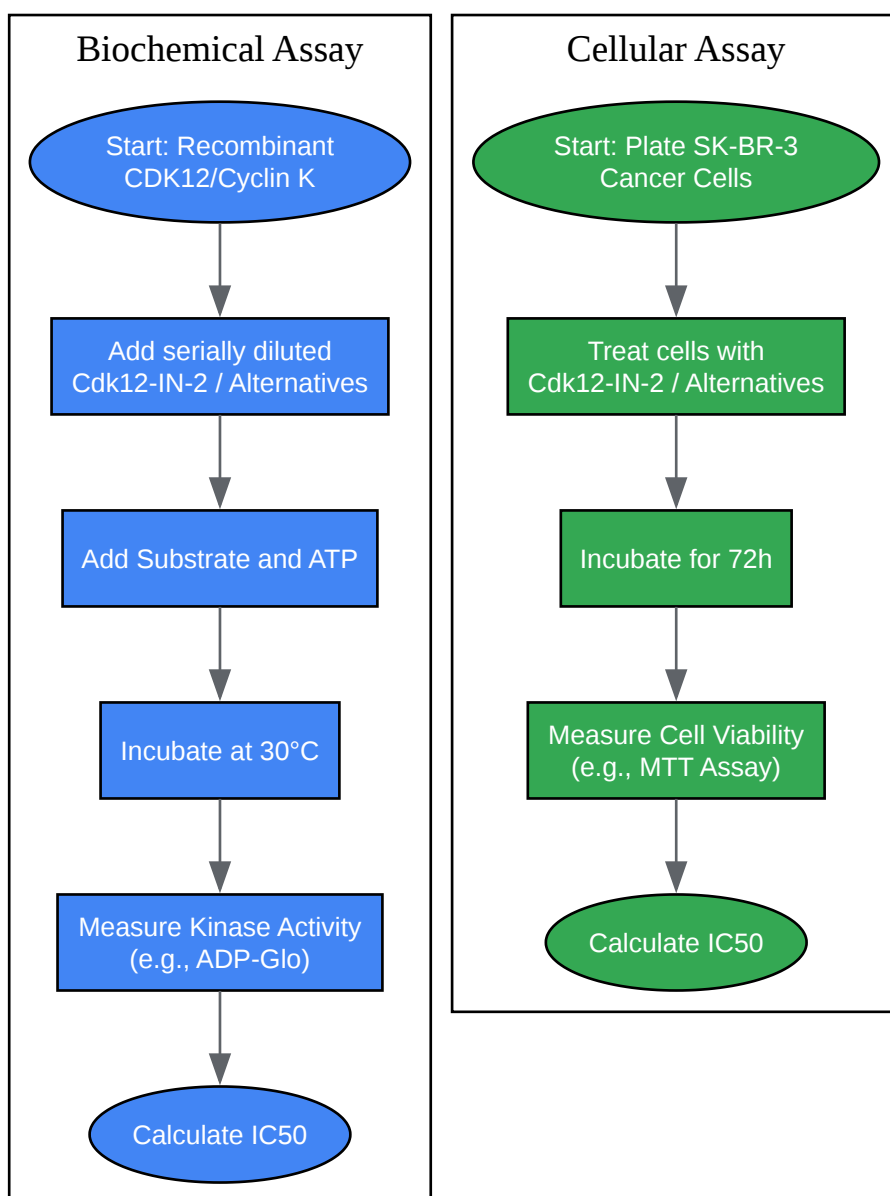 Biochemical Assay
Start: Recombinant
CDK12/Cyclin K
Add serially diluted
Cdk12-IN-2 / Alternatives
Add Substrate and ATP
Incubate at 30°C
Measure Kinase Activity
(e.g., ADP-Glo)
Calculate IC50
Cellular Assay
Start: Plate SK-BR-3
Cancer Cells
Treat cells with
Cdk12-IN-2 / Alternatives
Incubate for 72h
Measure Cell Viability
(e.g., MTT Assay)
Calculate IC50